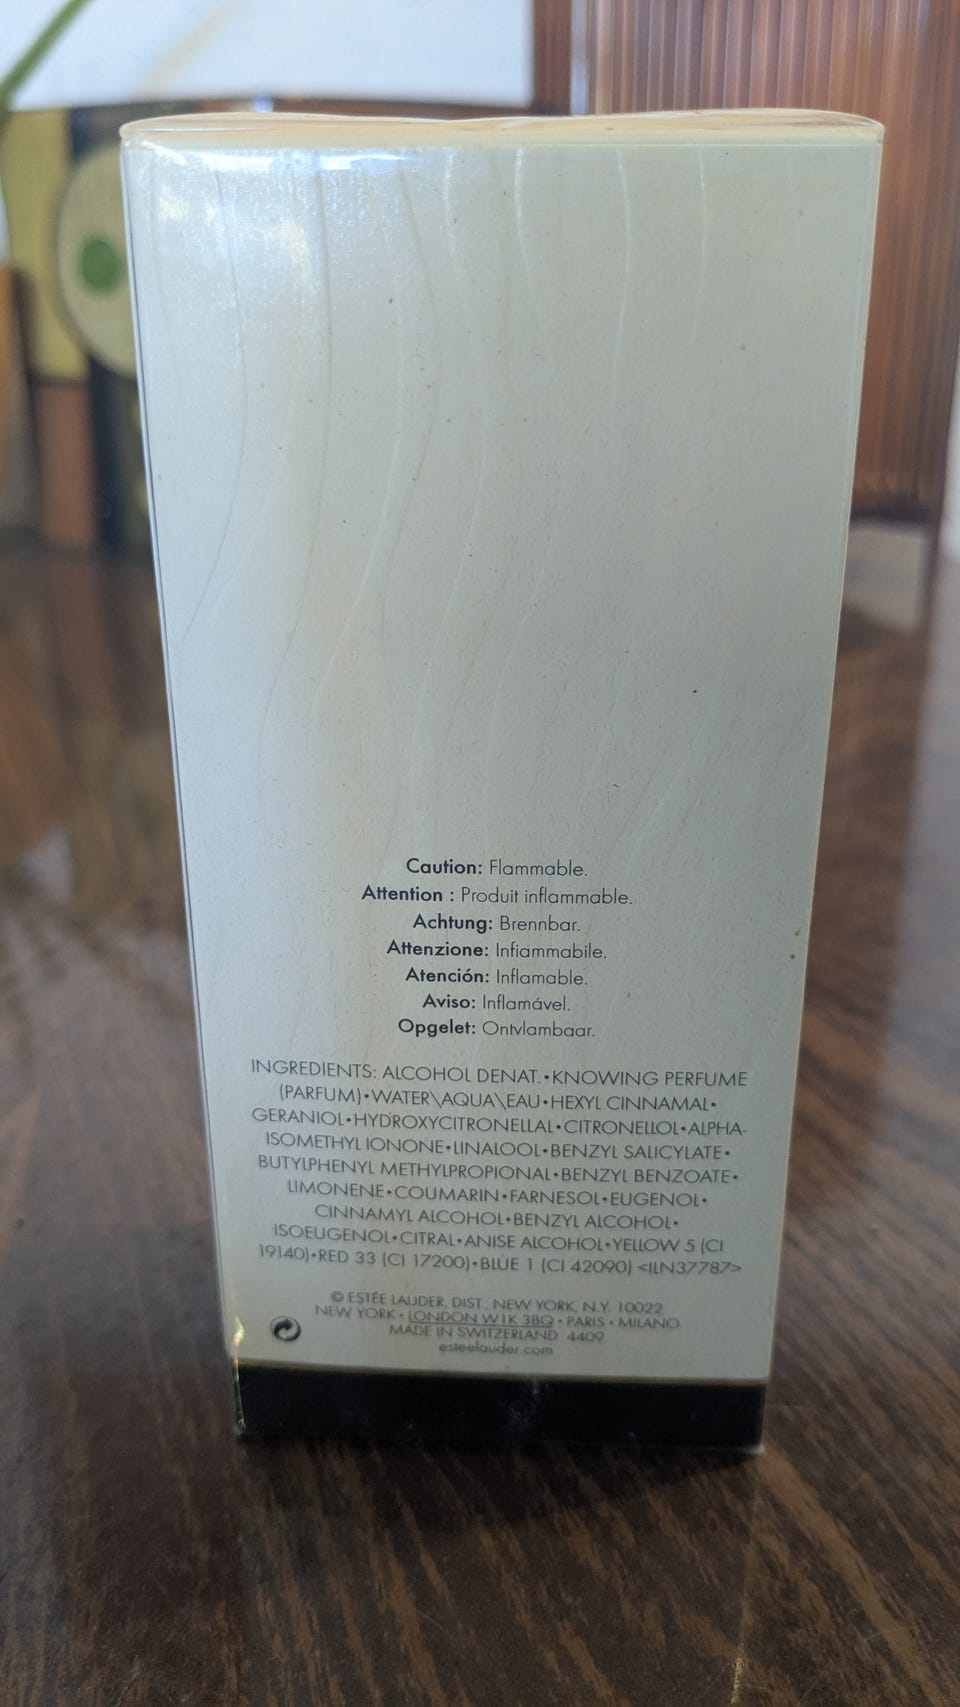 Caution: Flammable.
Attention : Produit inflammable.
Achtung: Brennbar.
Attenzione: Infiammabile.
Atención: Inflamable.
Aviso: Inflamável.
Opgelet: Ontvlambaar.
INGREDIENTS: ALCOHOL DENAT.•KNOWING PERFUME
(PARFUM)•WATER\AQUA\EAU•HEXYL CINNAMAL•
GERANIOL•HYDROXYCITRONELLAL•CITRONELLOL•ALPHA-
ISOMETHYL IONONE•LINALOOL•BENZYL SALICYLATE•
BUTYLPHENYL METHYLPROPIONAL•BENZYL BENZOATE•
LIMONENE•COUMARIN•FARNESOL•EUGENOL•
CINNAMYL ALCOHOL•BENZYL ALCOHOL•
ISOEUGENOL•CITRAL•ANISE ALCOHOL•YELLOW 5 (CI
19140)•RED 33 (CI 17200)•BLUE 1 (CI 42090) <ILN37787>
© ESTÉE LAUDER, DIST., NEW YORK, N.Y. 10022
NEW YORK • LONDON W1K 3BQ • PARIS • MILANO
MADE IN SWITZERLAND 4409
esteelauder.com